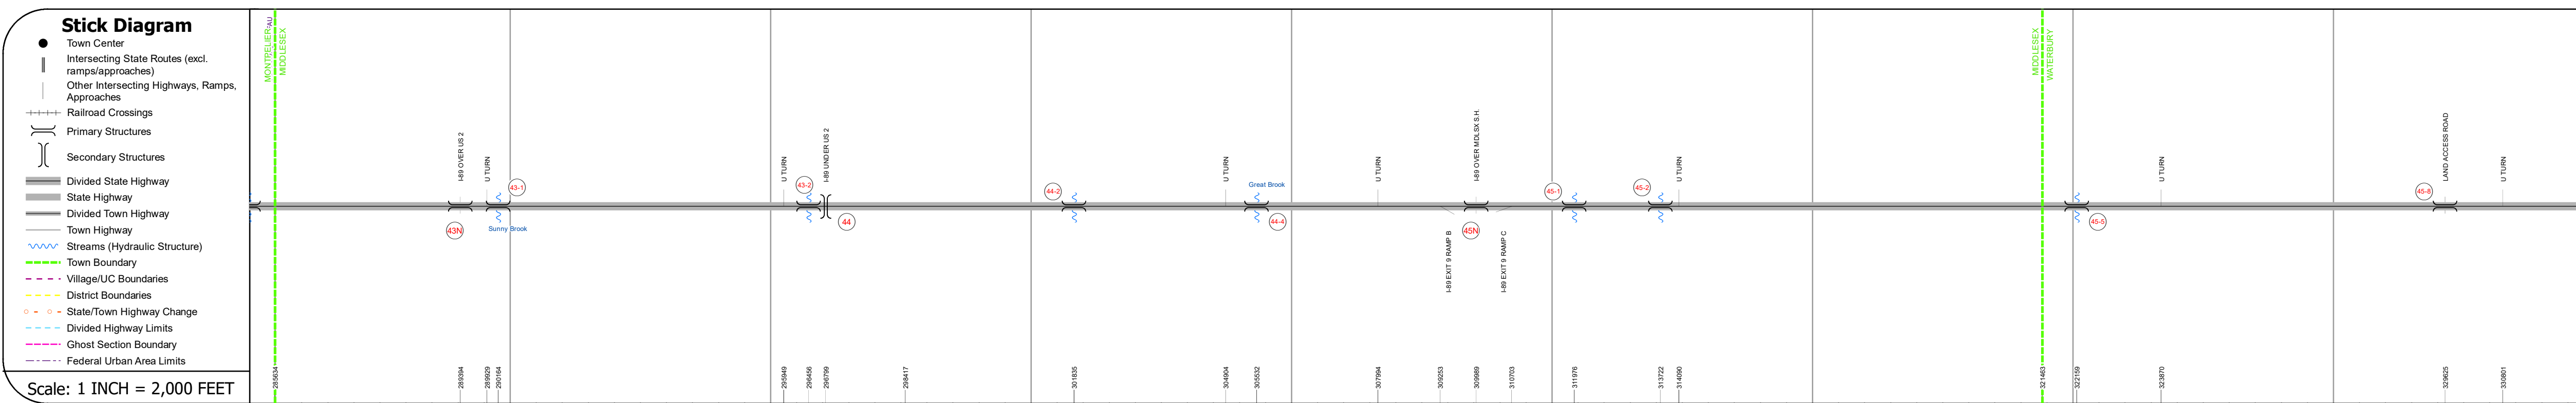 Stick Diagram
Town Center
Intersecting State Routes (excl.
ramps/approaches)
Other Intersecting Highways, Ramps,
Approaches
Railroad Crossings
Primary Structures
Secondary Structures
Divided State Highway
State Highway
Divided Town Highway
Town Highway
Streams (Hydraulic Structure)
Town Boundary
Village/UC Boundaries
District Boundaries
State/Town Highway Change
Divided Highway Limits
Ghost Section Boundary
Federal Urban Area Limits
Scale: 1 INCH = 2,000 FEET
MONTPELIER
MIDDLESEX
MIDDLESEX
WATERBURY
I-89 OVER US 2
U TURN
U TURN
I-89 UNDER US 2
U TURN
U TURN
I-89 OVER MDLSX S.H.
U TURN
U TURN
LAND ACCESS ROAD
U TURN
43-1
43-2
44-2
Great Brook
45-1
45-2
45-8
43N
Sunny Brook
44
44-4
45N
45-5
I-89 EXIT 9 RAMP B
I-89 EXIT 9 RAMP C
285634
289394
289929
290164
295949
296456
296799
298417
301835
304904
305532
307994
309253
309989
310703
311976
313722
314090
321463
322159
323870
329625
330801